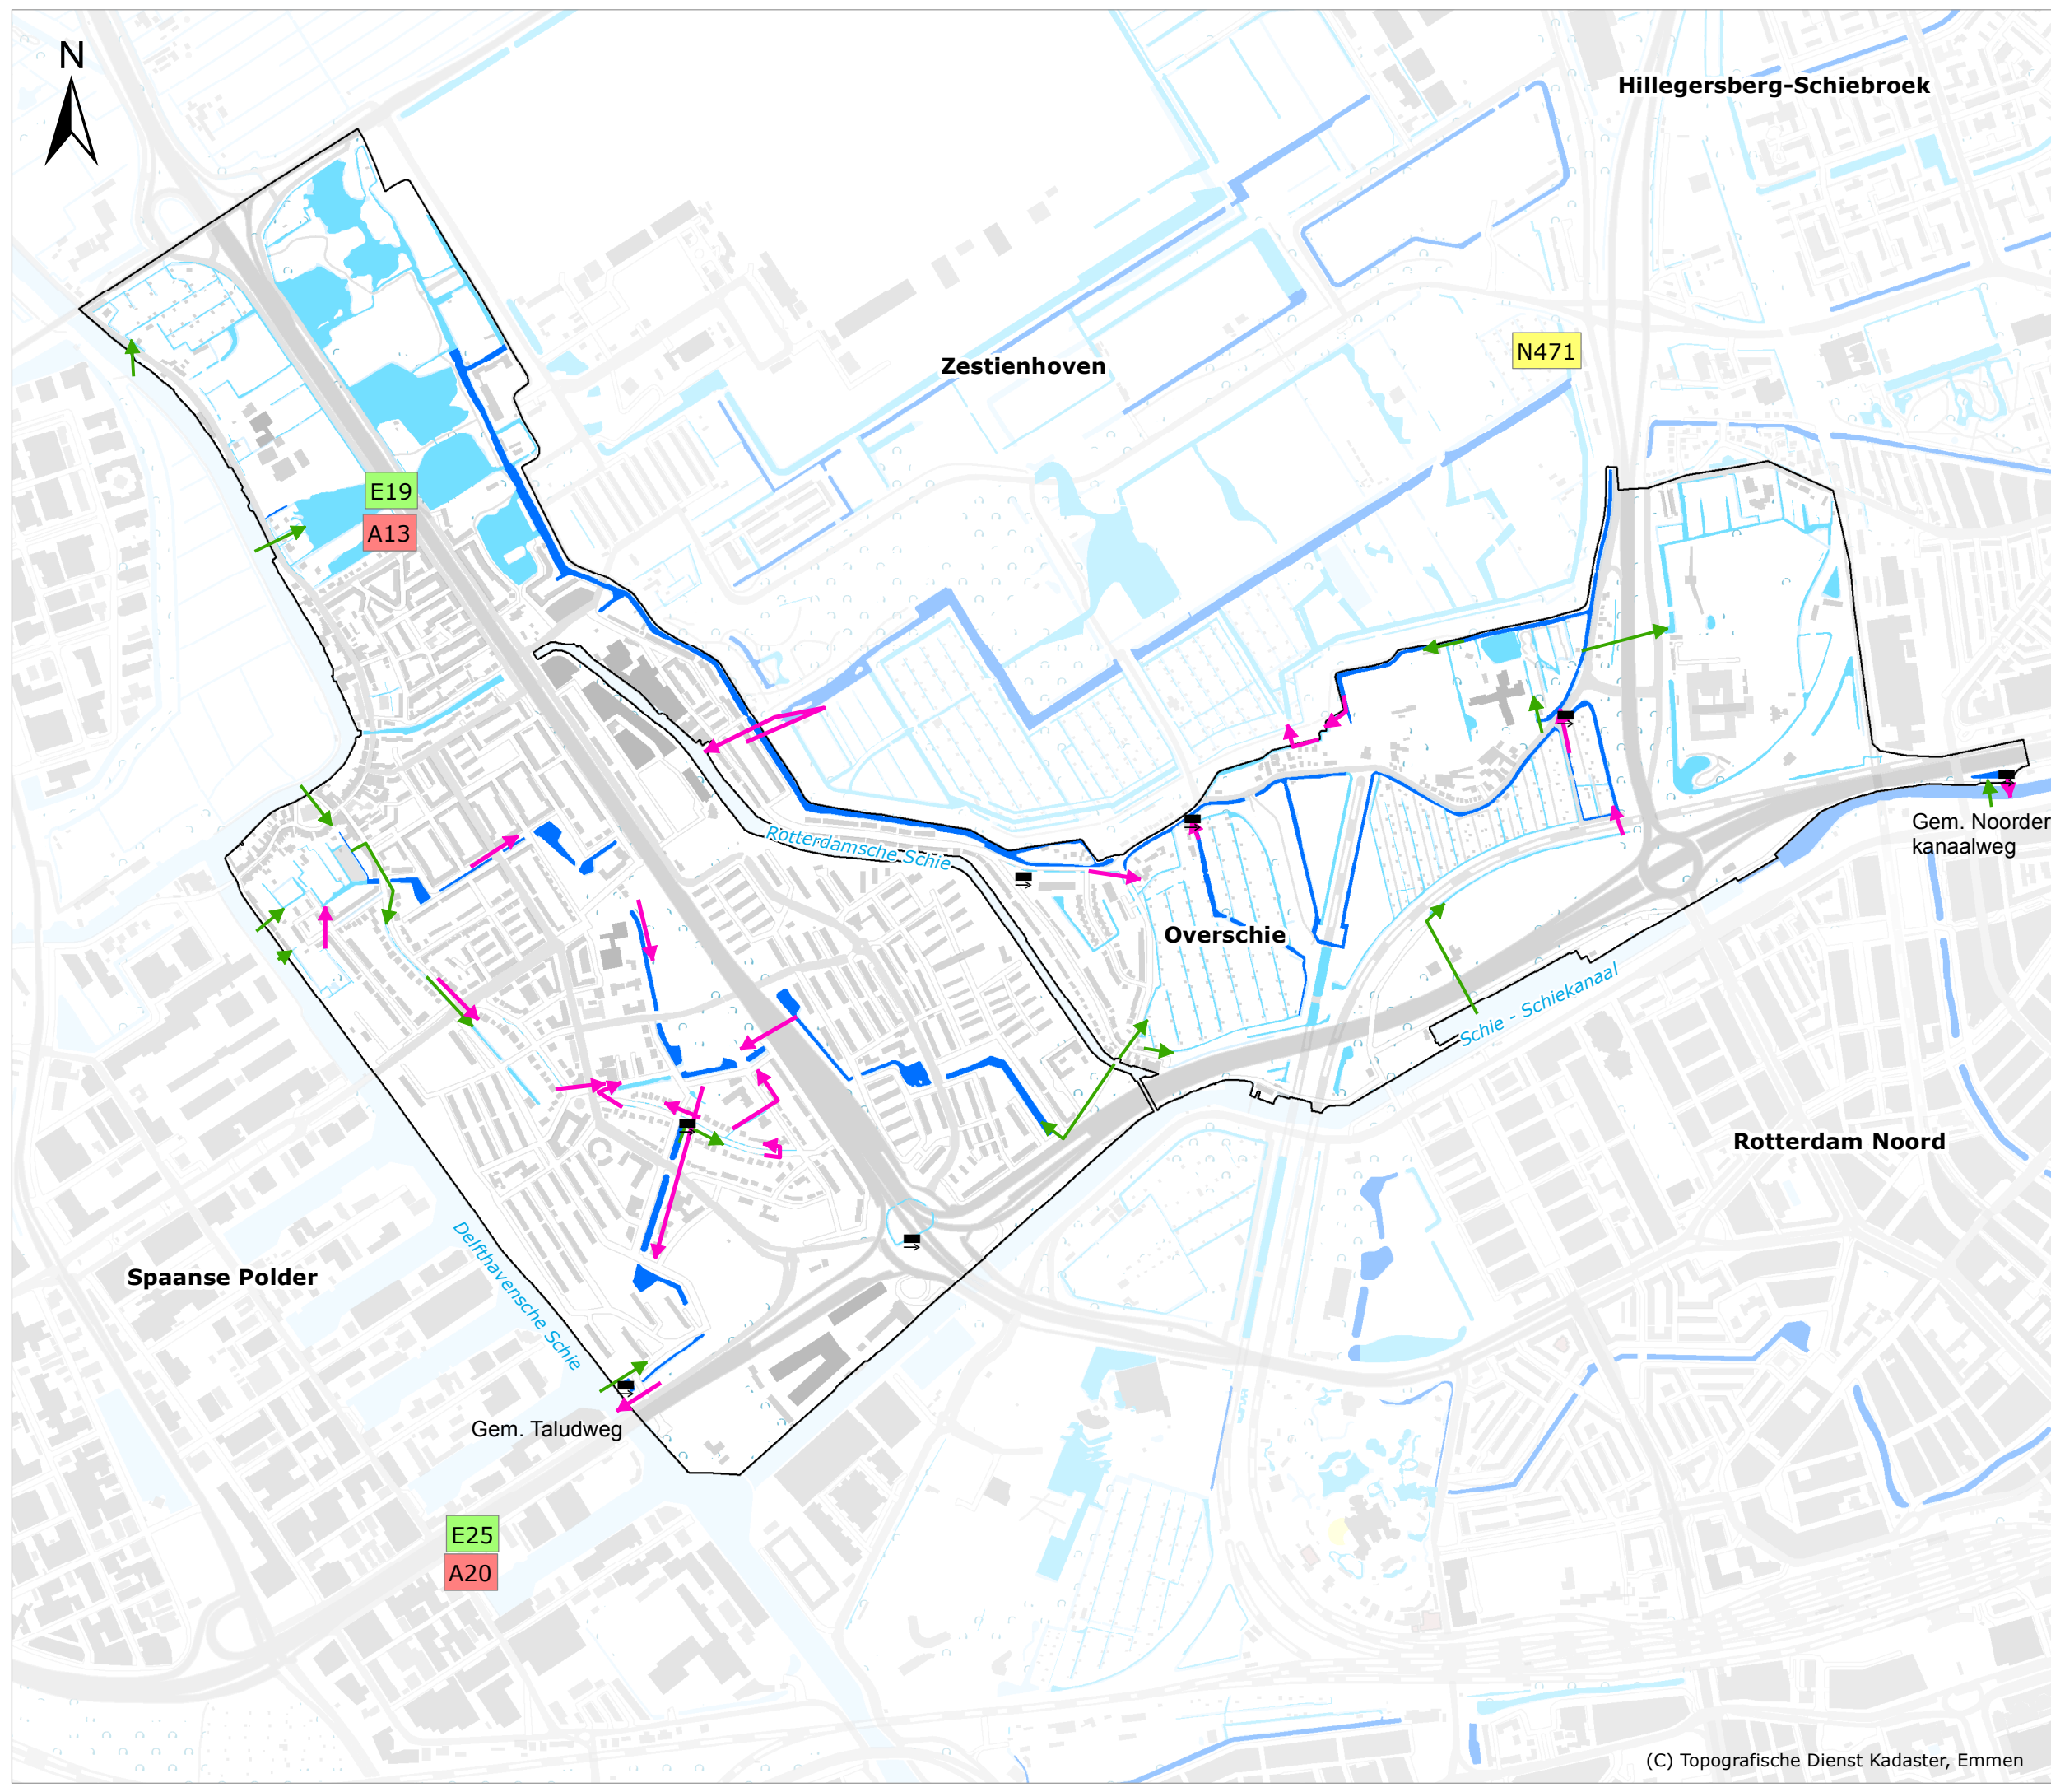 N
Hillegersberg-Schiebroek
Zestienhoven
N471
E19
A13
Rotterdamsche Schie
Gem. Noorder
kanaalweg
Overschie
Schie - Schiekanaal
Rotterdam Noord
Spaanse Polder
Delfthavensche Schie
Gem. Taludweg
E25
A20
(C) Topografische Dienst Kadaster, Emmen